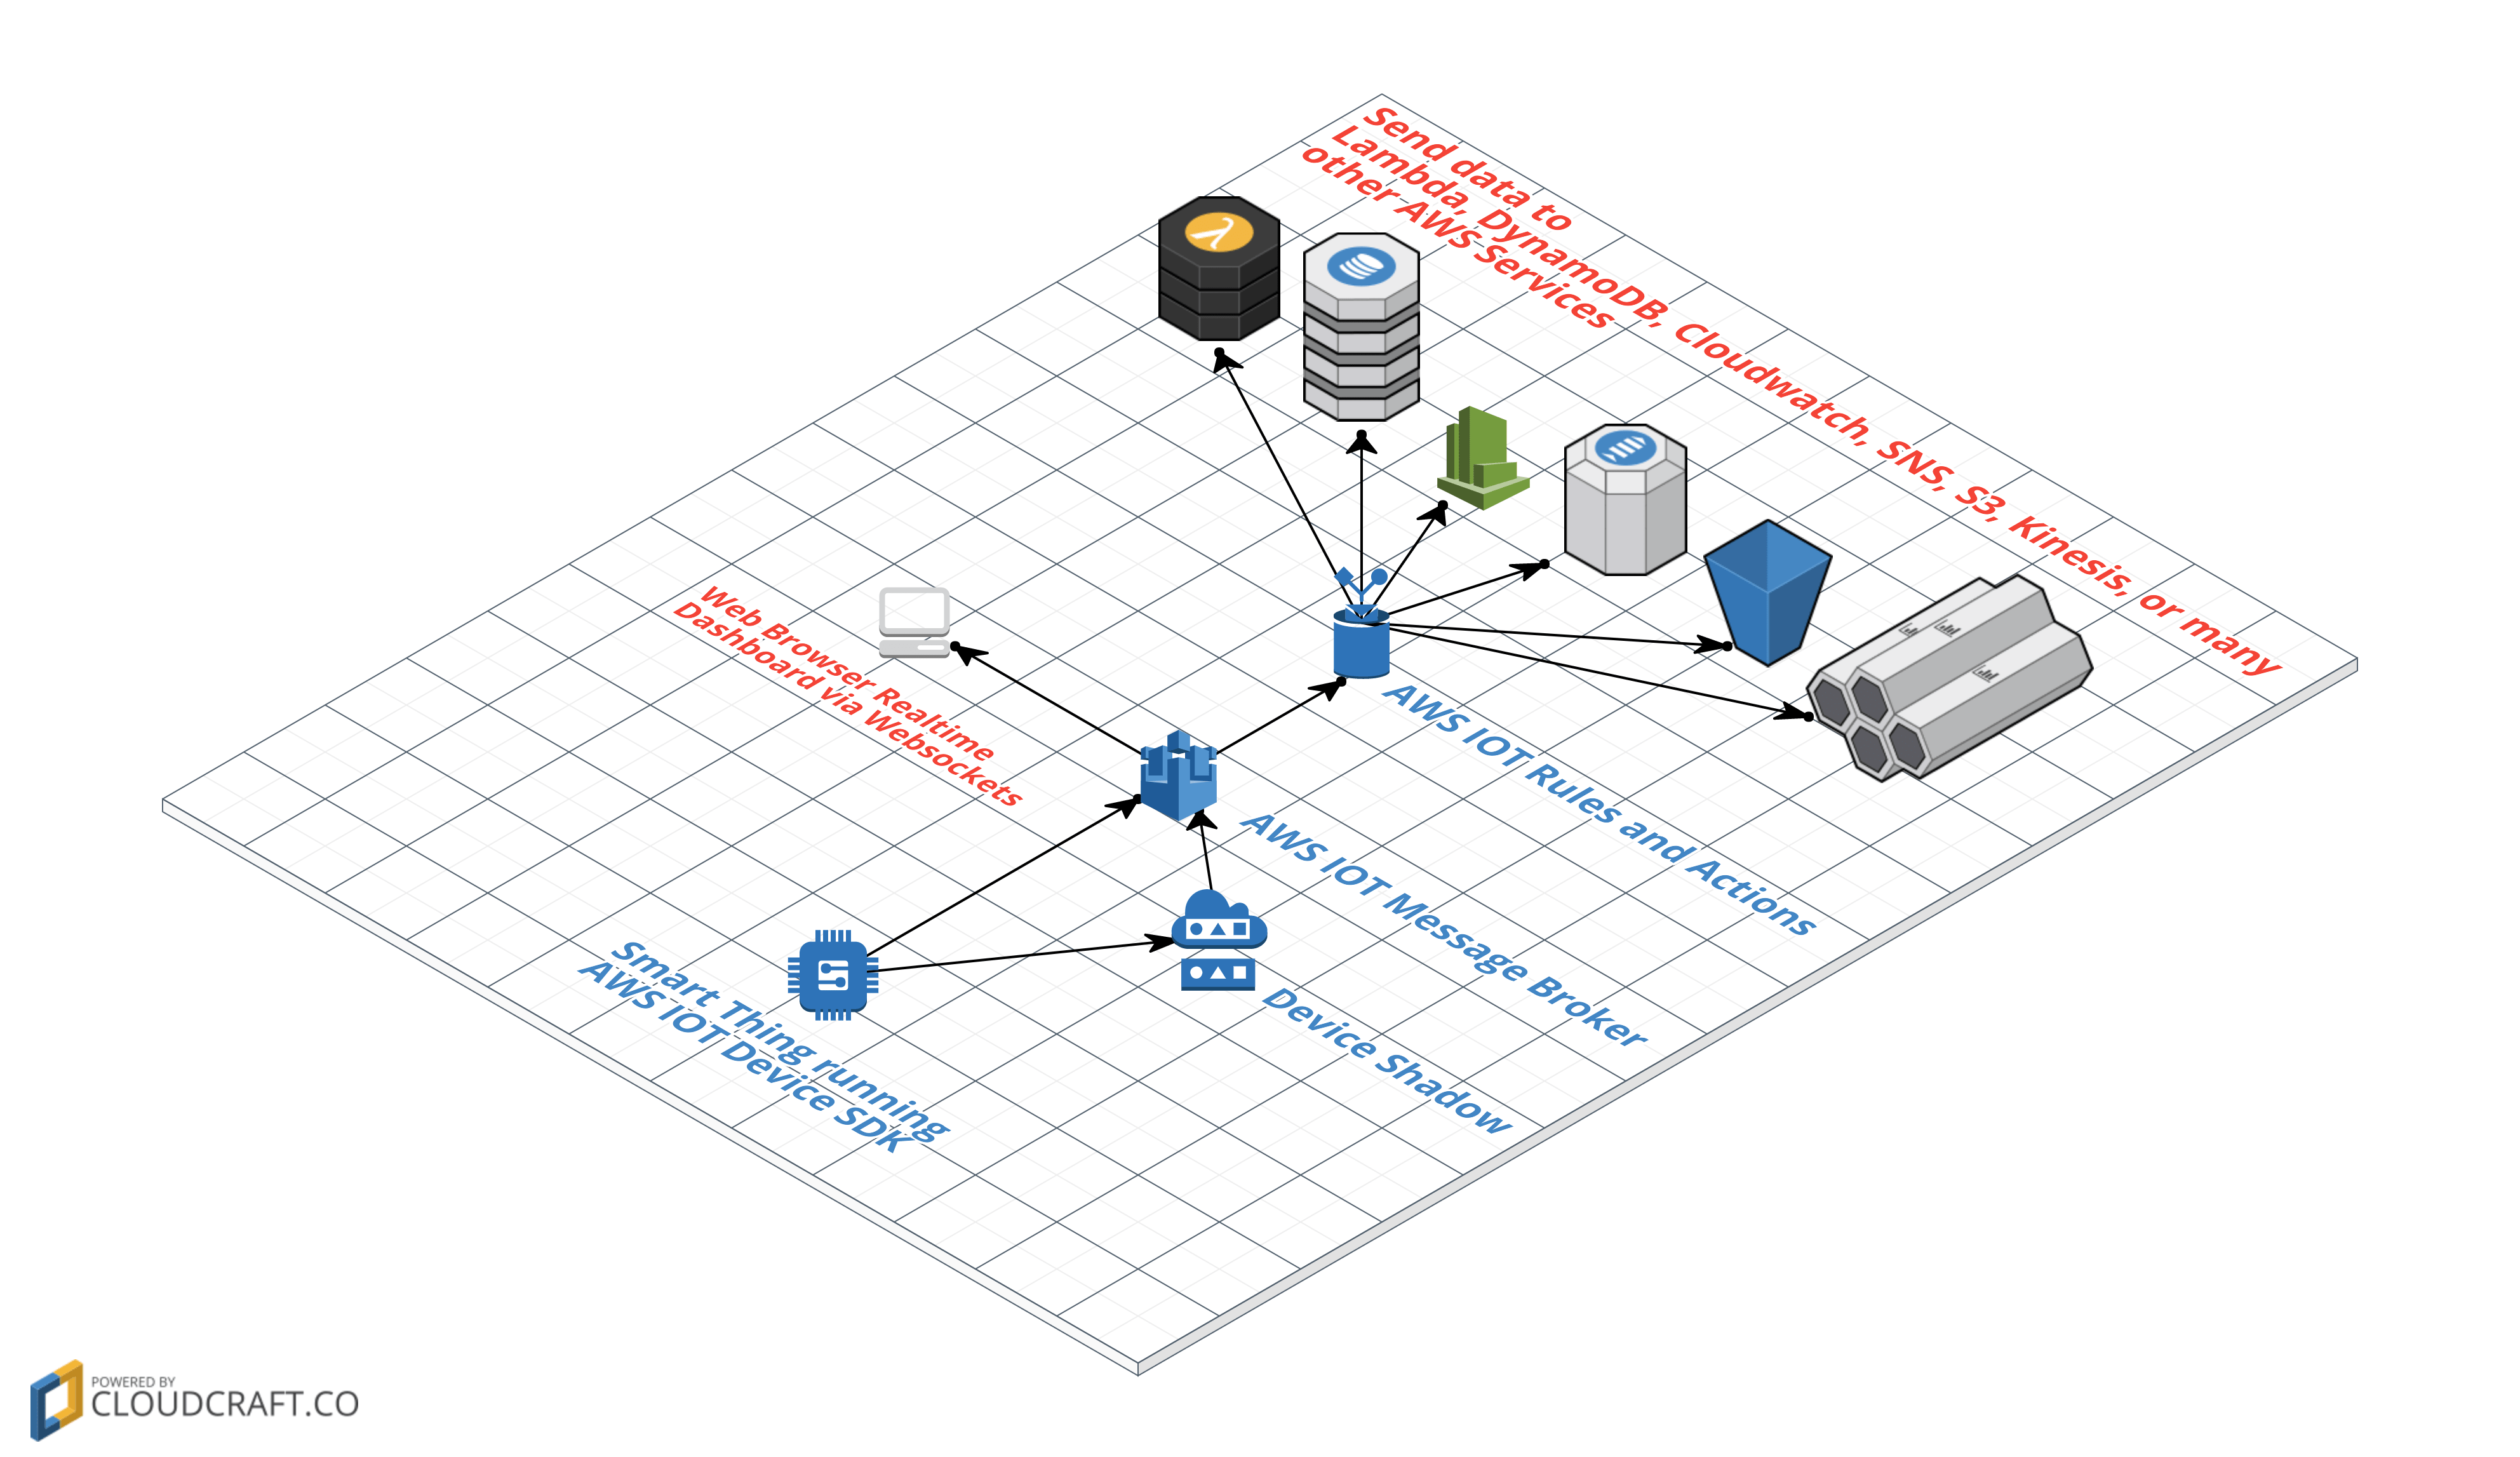 Send data to
Lambda, DynamoDB, Cloudwatch, SNS, S3, Kinesis, or many
other AWS Services
Web Browser Realtime
Dashboard via Websockets
AWS IOT Rules and Actions
AWS IOT Message Broker
Device Shadow
Smart Thing running
AWS IOT Device SDK
POWERED BY
CLOUDCRAFT.CO